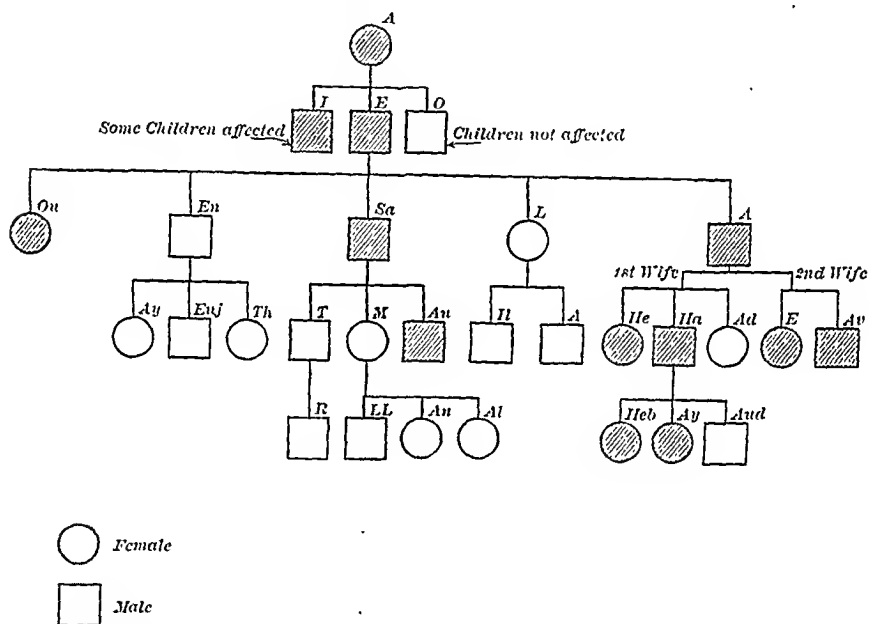 A
I E O
Some Children affected
Children not affected
Ou En Sa L A
1st Wife 2nd Wife
Ay Euj Th T M Au Il A He Ha Ad E Av
R LL An Al Heb Ay Aud
Female
Male